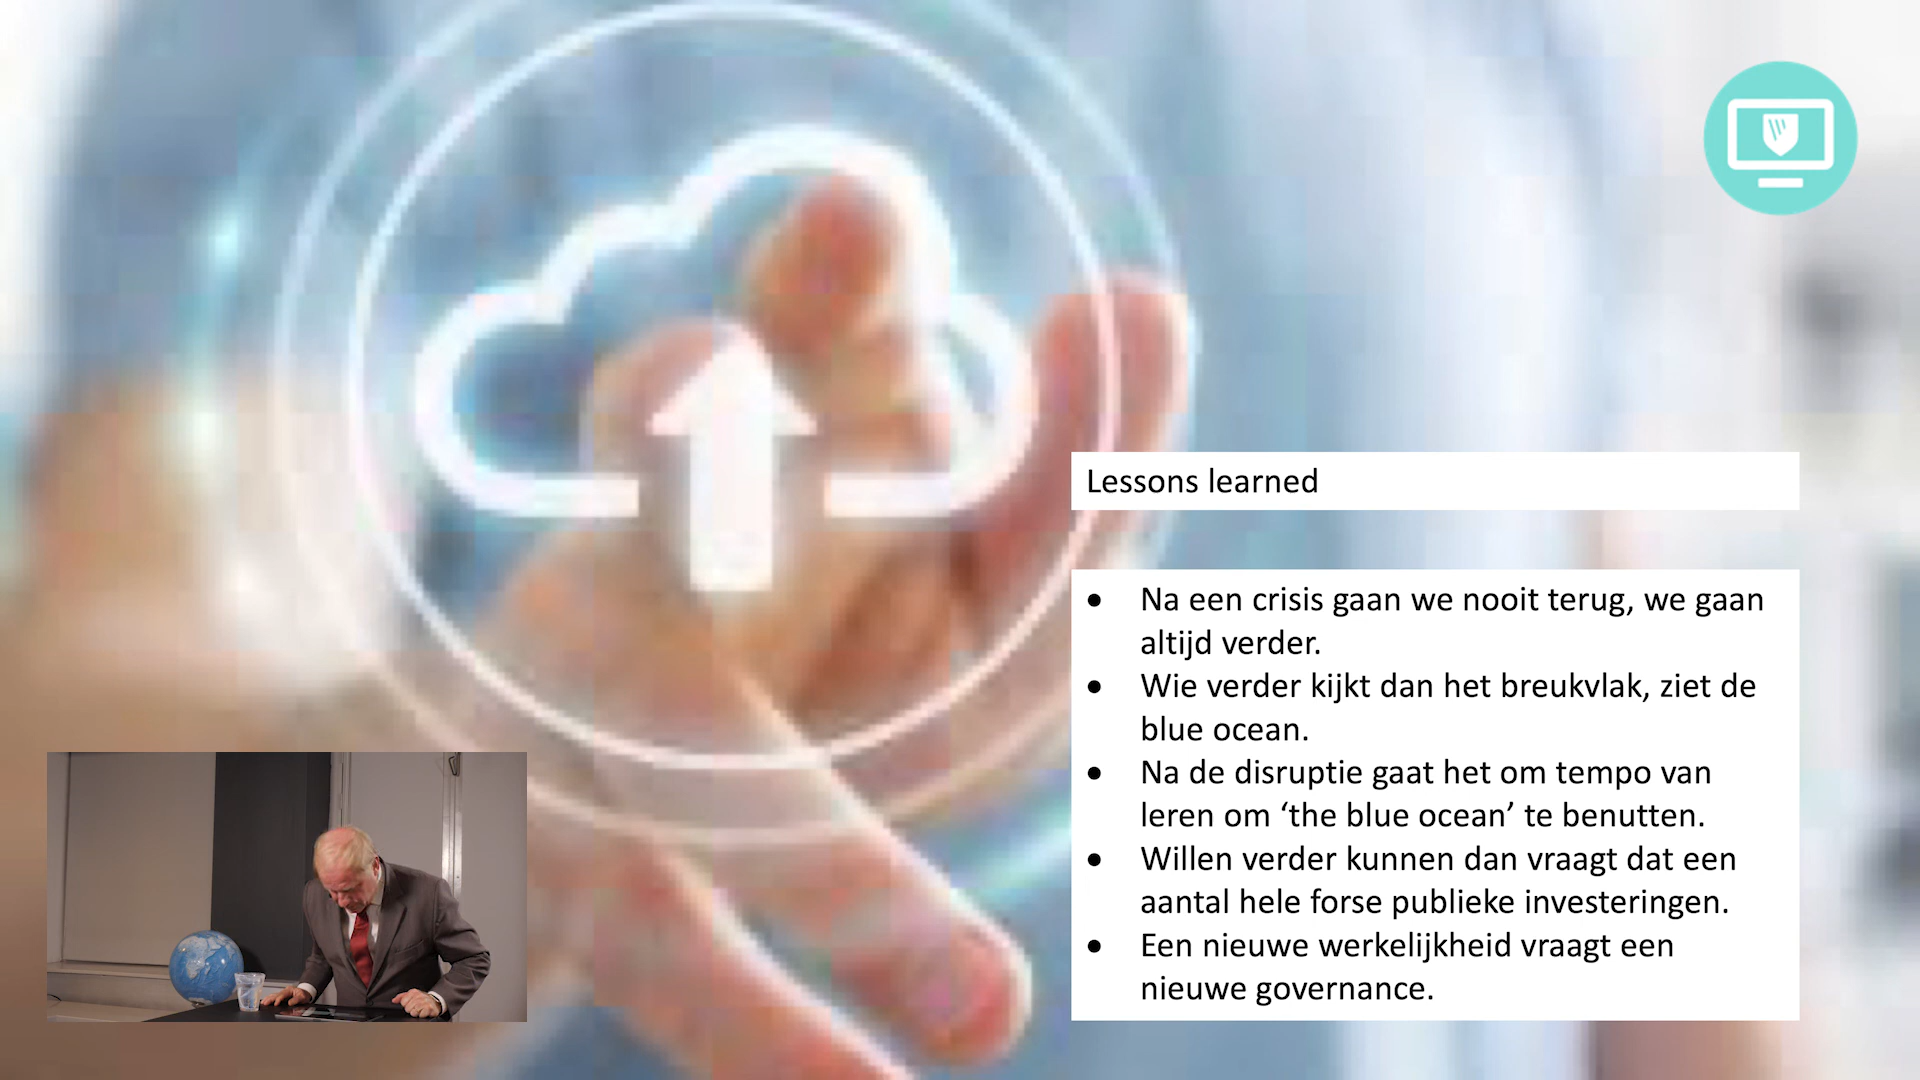 Lessons learned
• Na een crisis gaan we nooit terug, we gaan
altijd verder.
• Wie verder kijkt dan het breukvlak, ziet de
blue ocean.
• Na de disruptie gaat het om tempo van
leren om ‘the blue ocean’ te benutten.
• Willen verder kunnen dan vraagt dat een
aantal hele forse publieke investeringen.
• Een nieuwe werkelijkheid vraagt een
nieuwe governance.